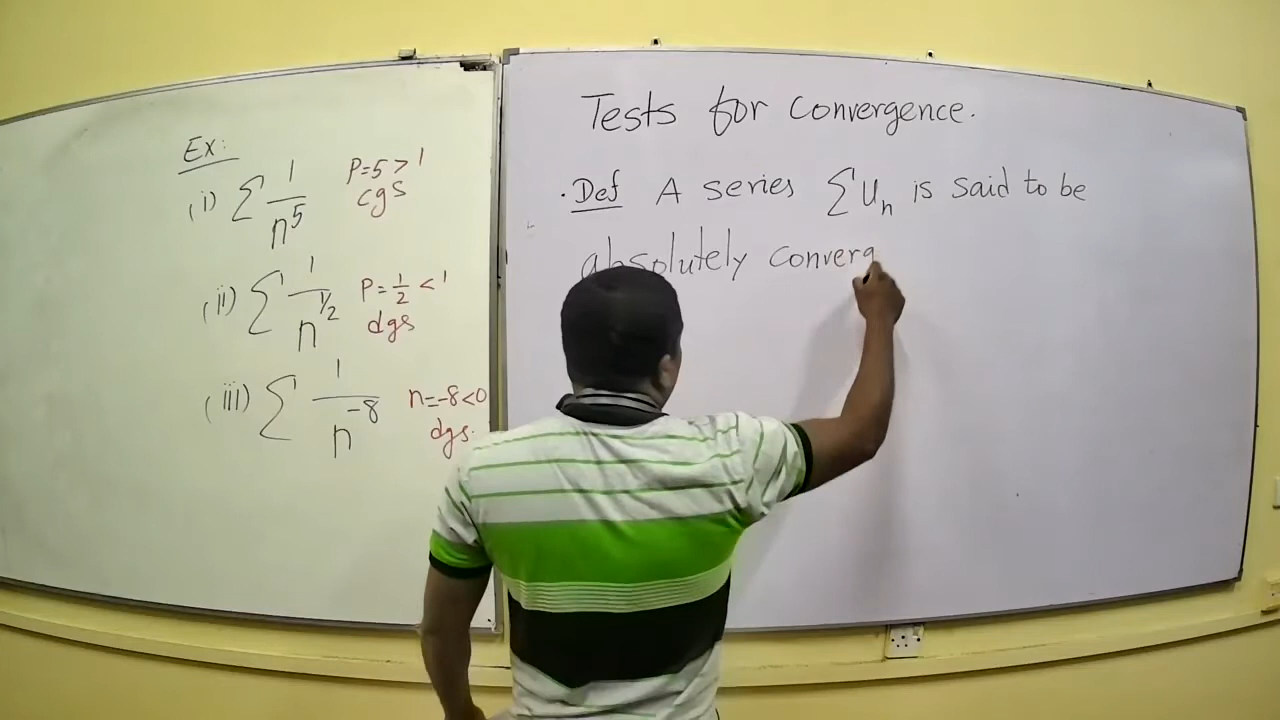 Ex:
(i) ∑ 1/n^5 P=5>1
cgs
(ii) ∑ 1/n^1/2 P=1/2<1
dgs
(iii) ∑ 1/n^-8 n=-8<0
dgs.
Tests for Convergence.
. Def A series ∑Un is said to be
absolutely converg